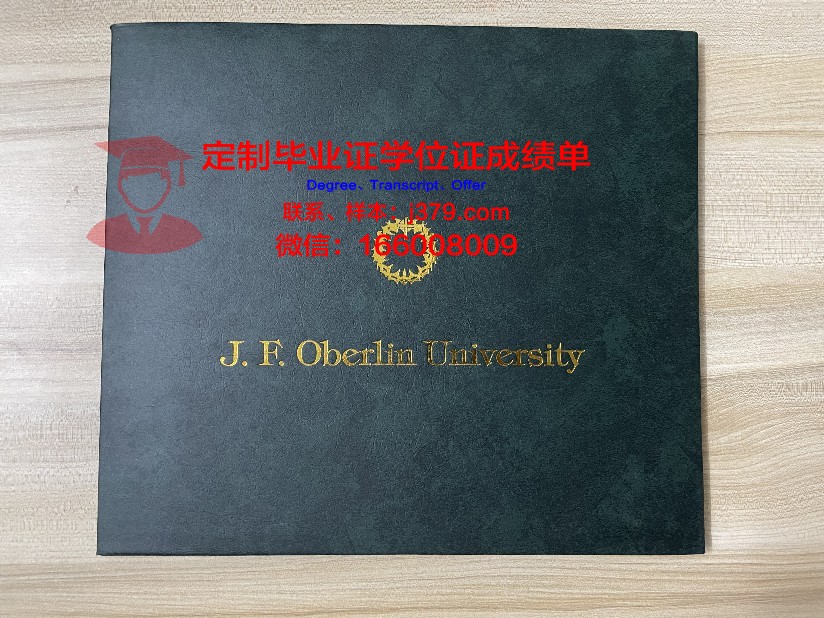 定制毕业证学位证成绩单
Degree、Transcript、Offer
联系、样本：j379.com
微信：166008009
J. F. Oberlin University